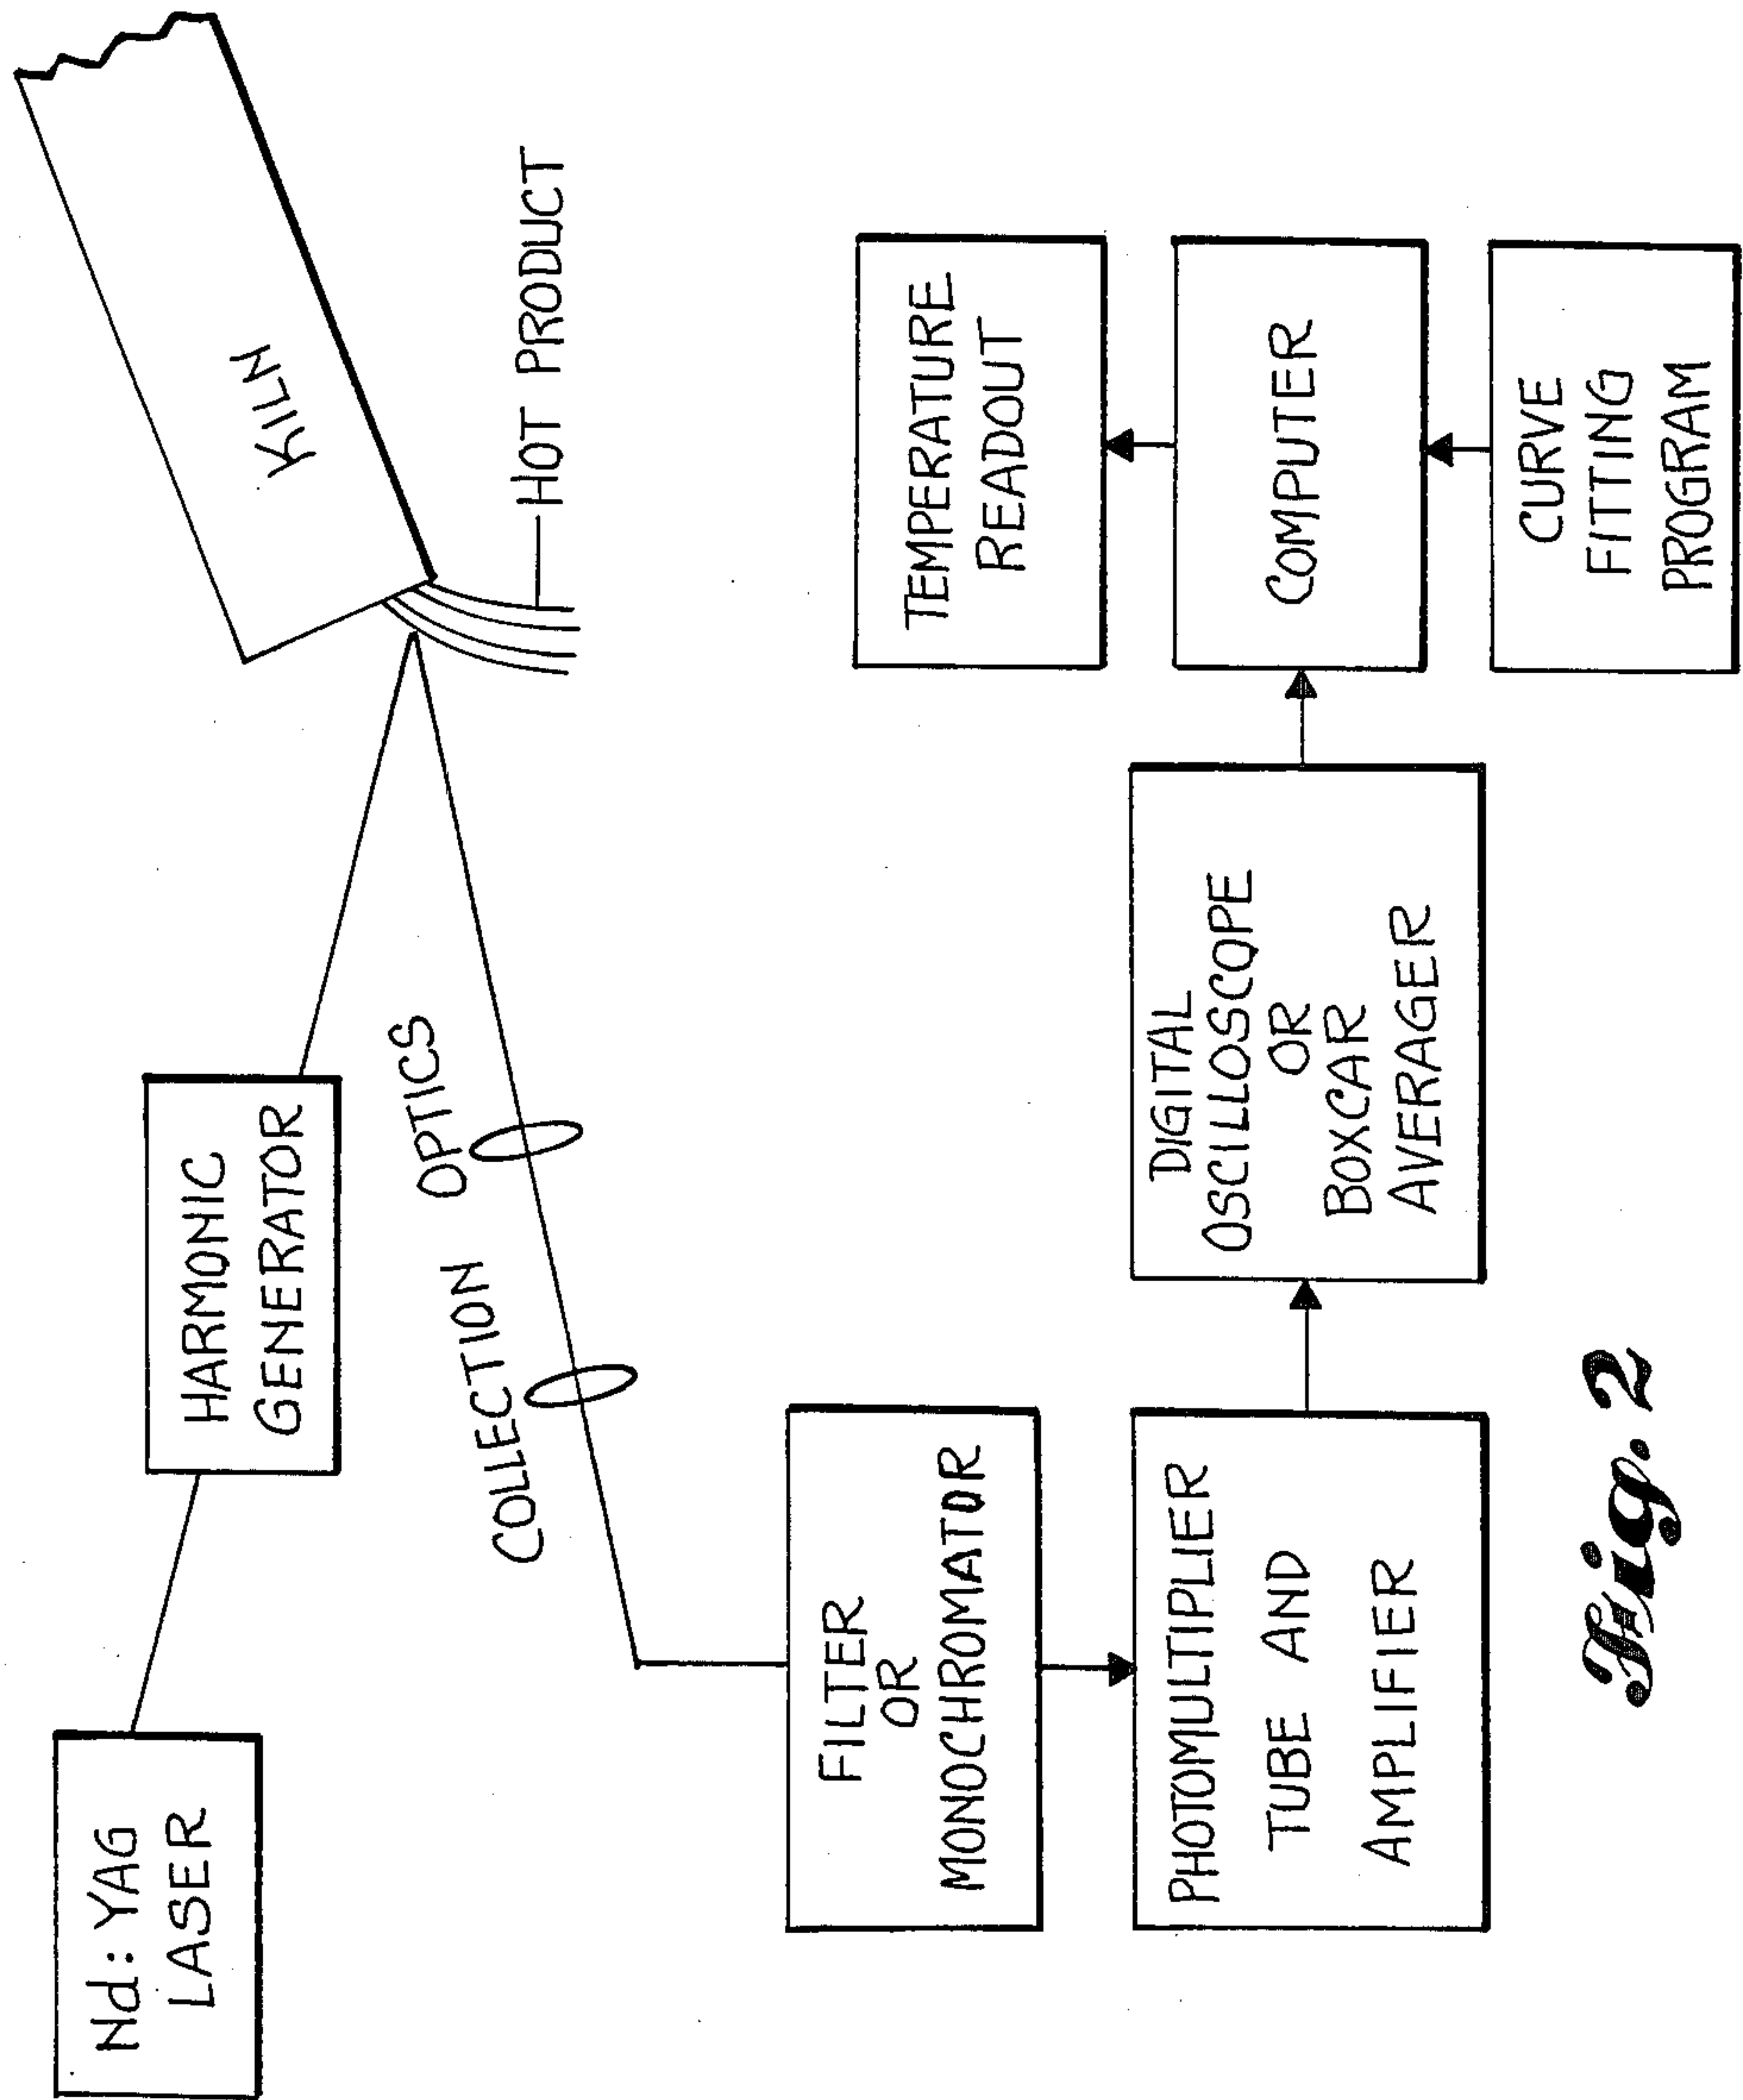 Nd:YAG
LASER
HARMONIC
GENERATOR
KILN
HOT PRODUCT
COLLECTION OPTICS
FILTER
OR
MONOCHROMATOR
PHOTOMULTIPLIER
TUBE AND
AMPLIFIER
DIGITAL
OSCILLOSCOPE
OR
BOXCAR
AVERAGER
TEMPERATURE
READOUT
COMPUTER
CURVE
FITTING
PROGRAM
Fig. 2